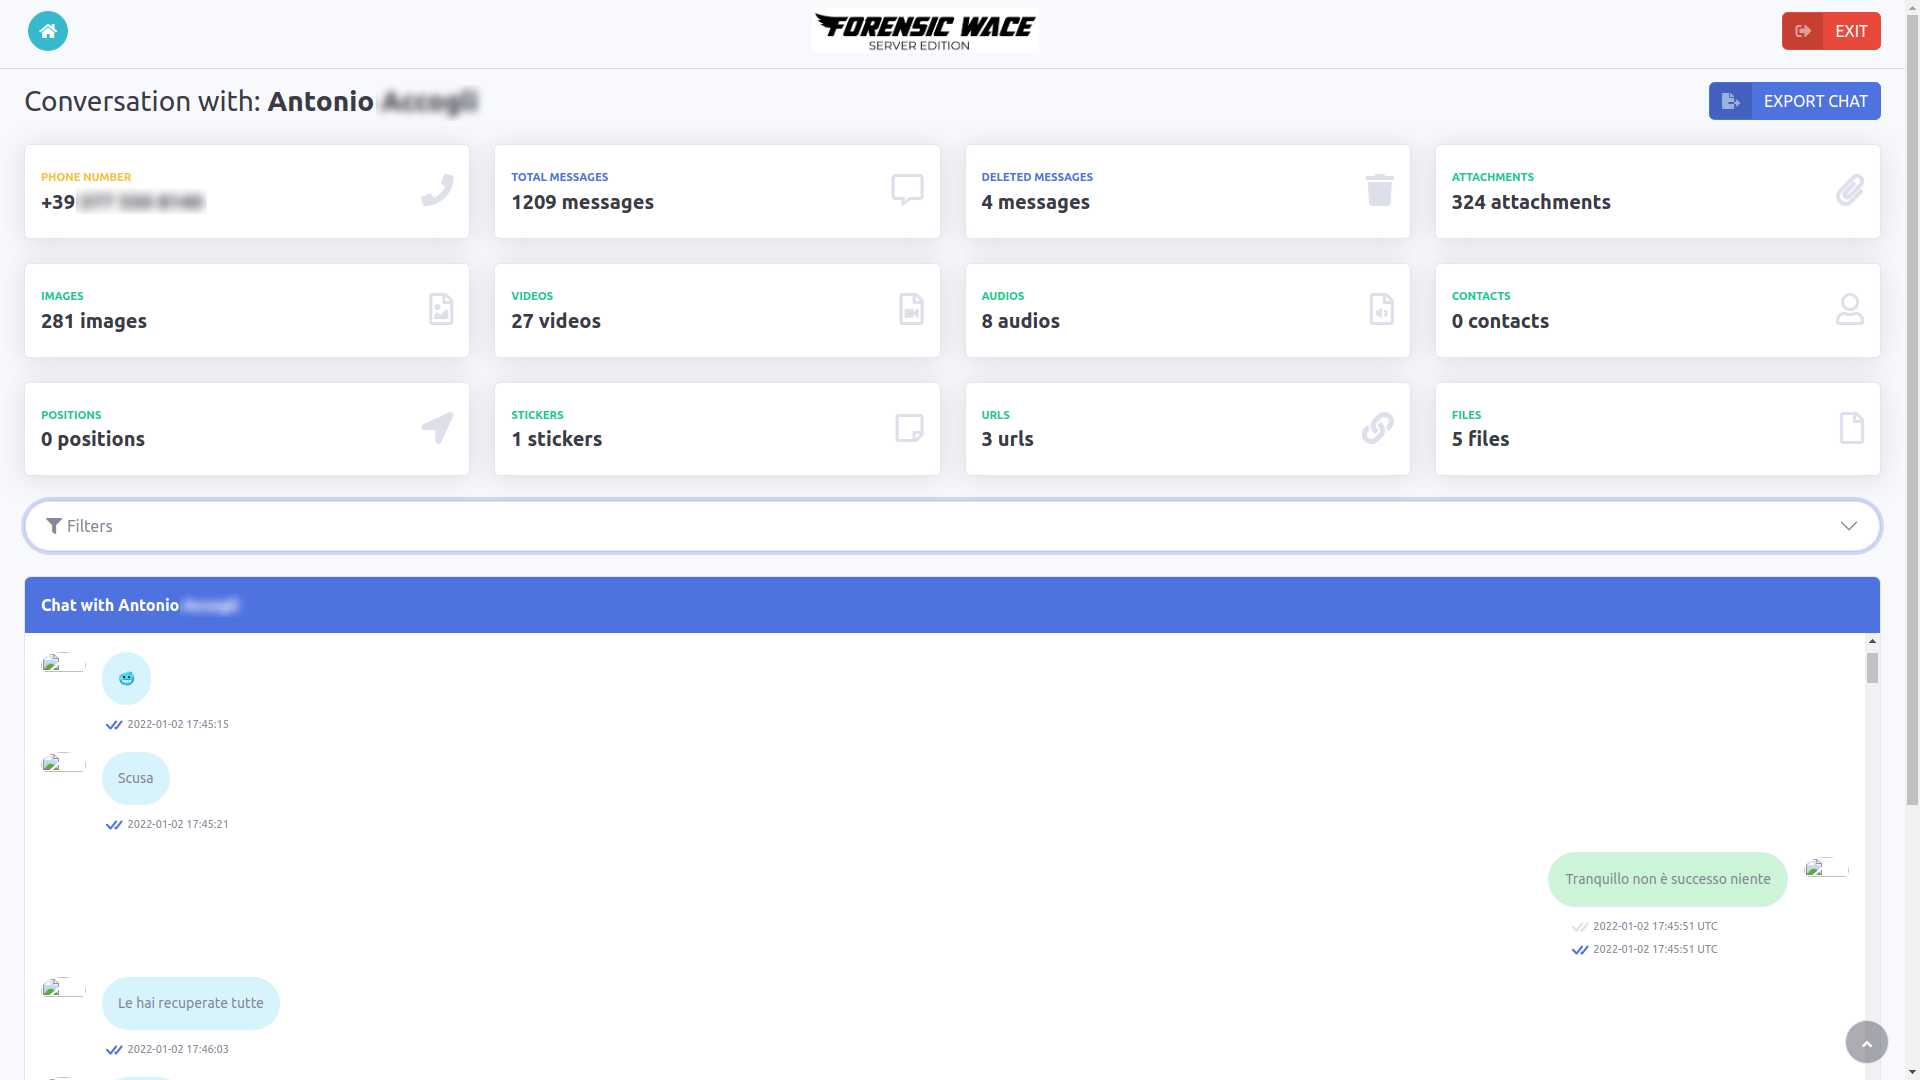 FORENSIC WACE
SERVER EDITION
EXIT
Conversation with: Antonio
EXPORT CHAT
PHONE NUMBER
+39
TOTAL MESSAGES
1209 messages
DELETED MESSAGES
4 messages
ATTACHMENTS
324 attachments
IMAGES
281 images
VIDEOS
27 videos
AUDIOS
8 audios
CONTACTS
0 contacts
POSITIONS
0 positions
STICKERS
1 stickers
URLS
3 urls
FILES
5 files
Filters
Chat with Antonio
2022-01-02 17:45:15
Scusa
2022-01-02 17:45:21
Tranquillo non è successo niente
2022-01-02 17:45:51 UTC
2022-01-02 17:45:51 UTC
Le hai recuperate tutte
2022-01-02 17:46:03